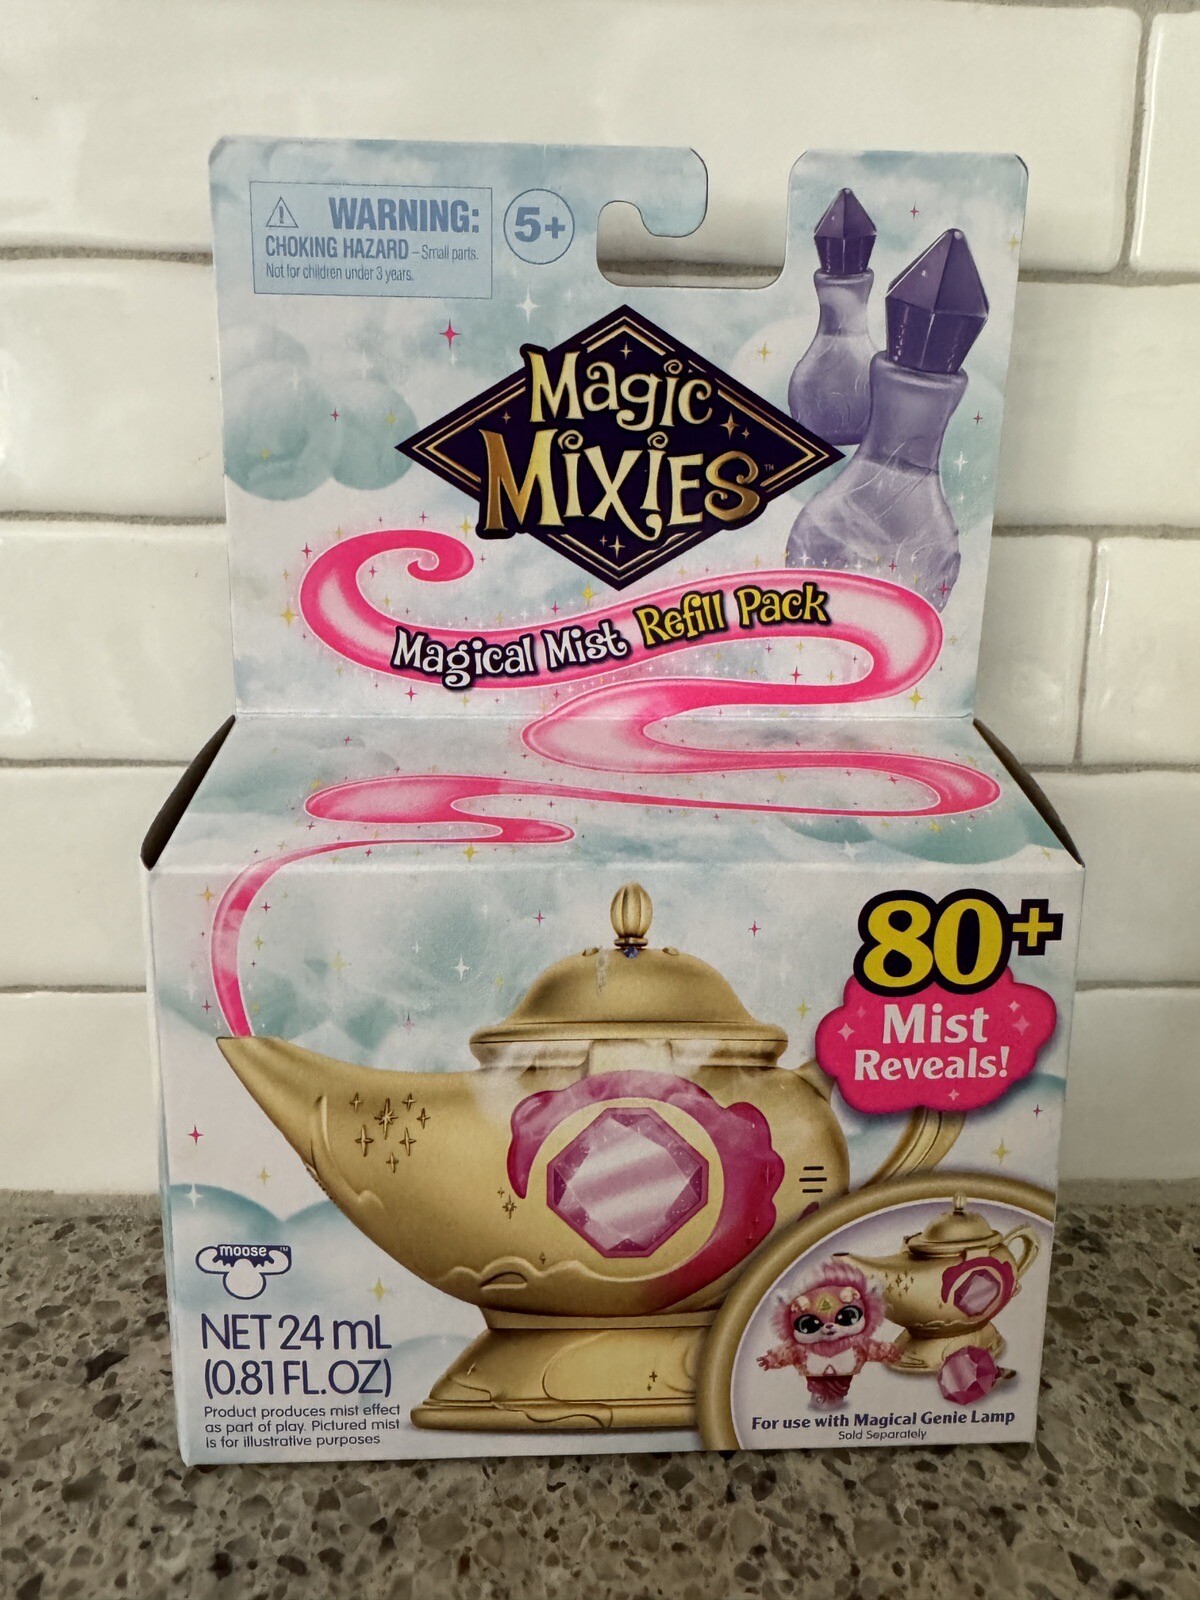 WARNING:
CHOKING HAZARD – Small parts.
Not for children under 3 years.
5+
Magic
Mixies™
Magical Mist Refill Pack
80+
Mist
Reveals!
moose™
NET 24 mL
(0.81 FL.OZ)
Product produces mist effect
as part of play. Pictured mist
is for illustrative purposes
For use with Magical Genie Lamp
Sold Separately